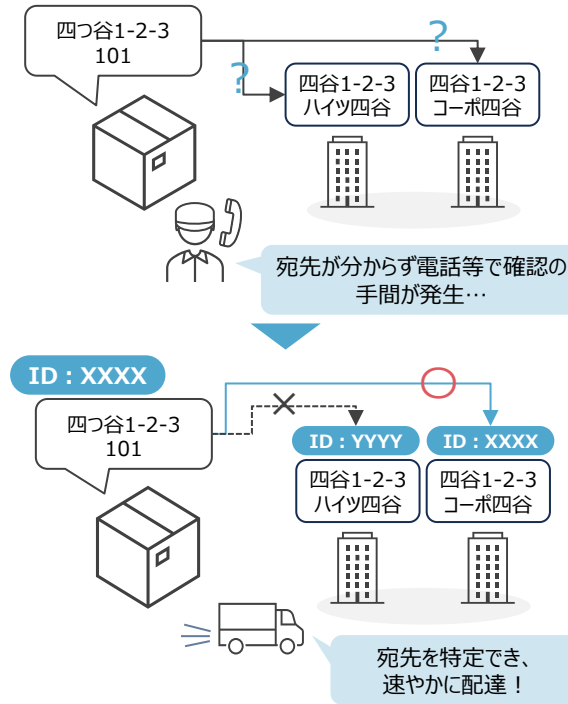 四つ谷1-2-3
101
?
?
四谷1-2-3
ハイツ四谷
四谷1-2-3
コーポ四谷
宛先が分からず電話等で確認の
手間が発生…
ID：XXXX
四つ谷1-2-3
101
ID：YYYY
ID：XXXX
四谷1-2-3
ハイツ四谷
四谷1-2-3
コーポ四谷
宛先を特定でき、
速やかに配達！